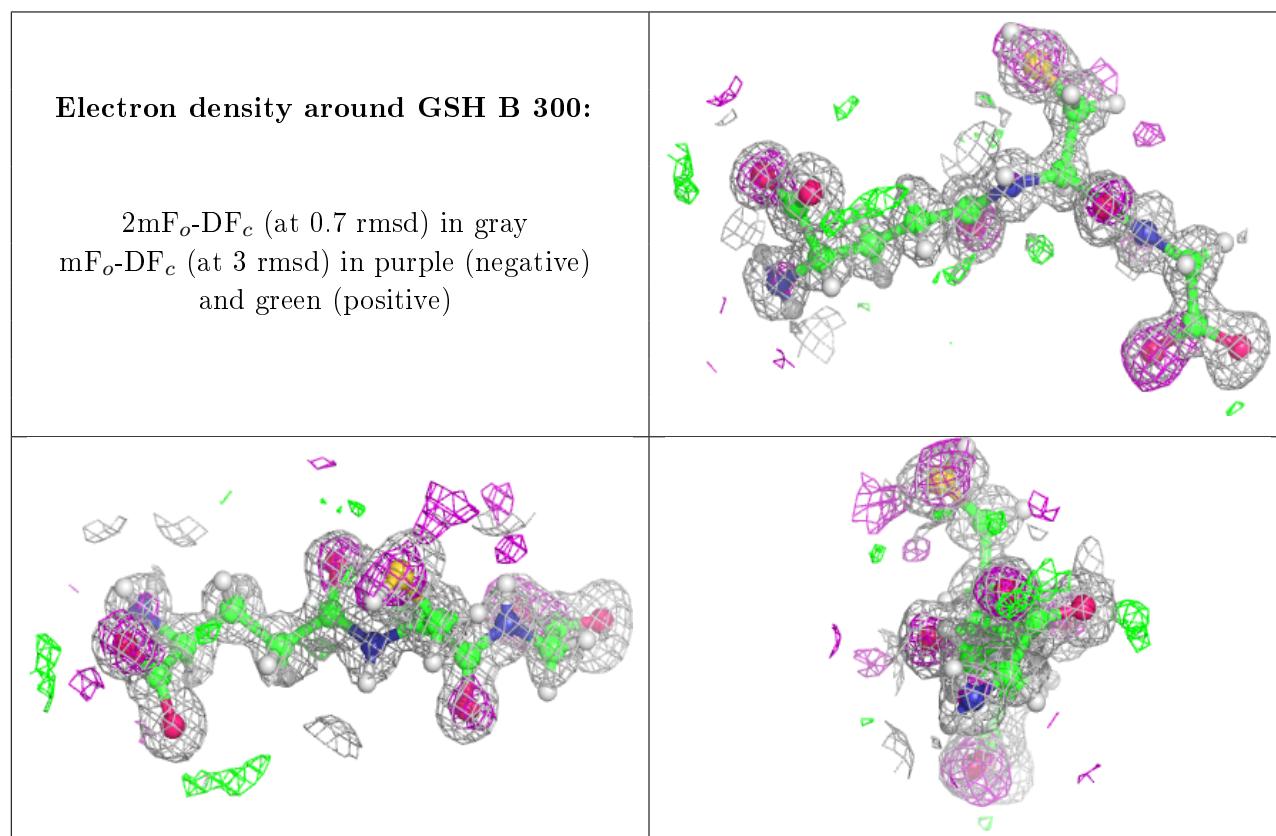 Electron density around GSH B 300:
2mFₒ-DF𝒸 (at 0.7 rmsd) in gray
mFₒ-DF𝒸 (at 3 rmsd) in purple (negative)
and green (positive)